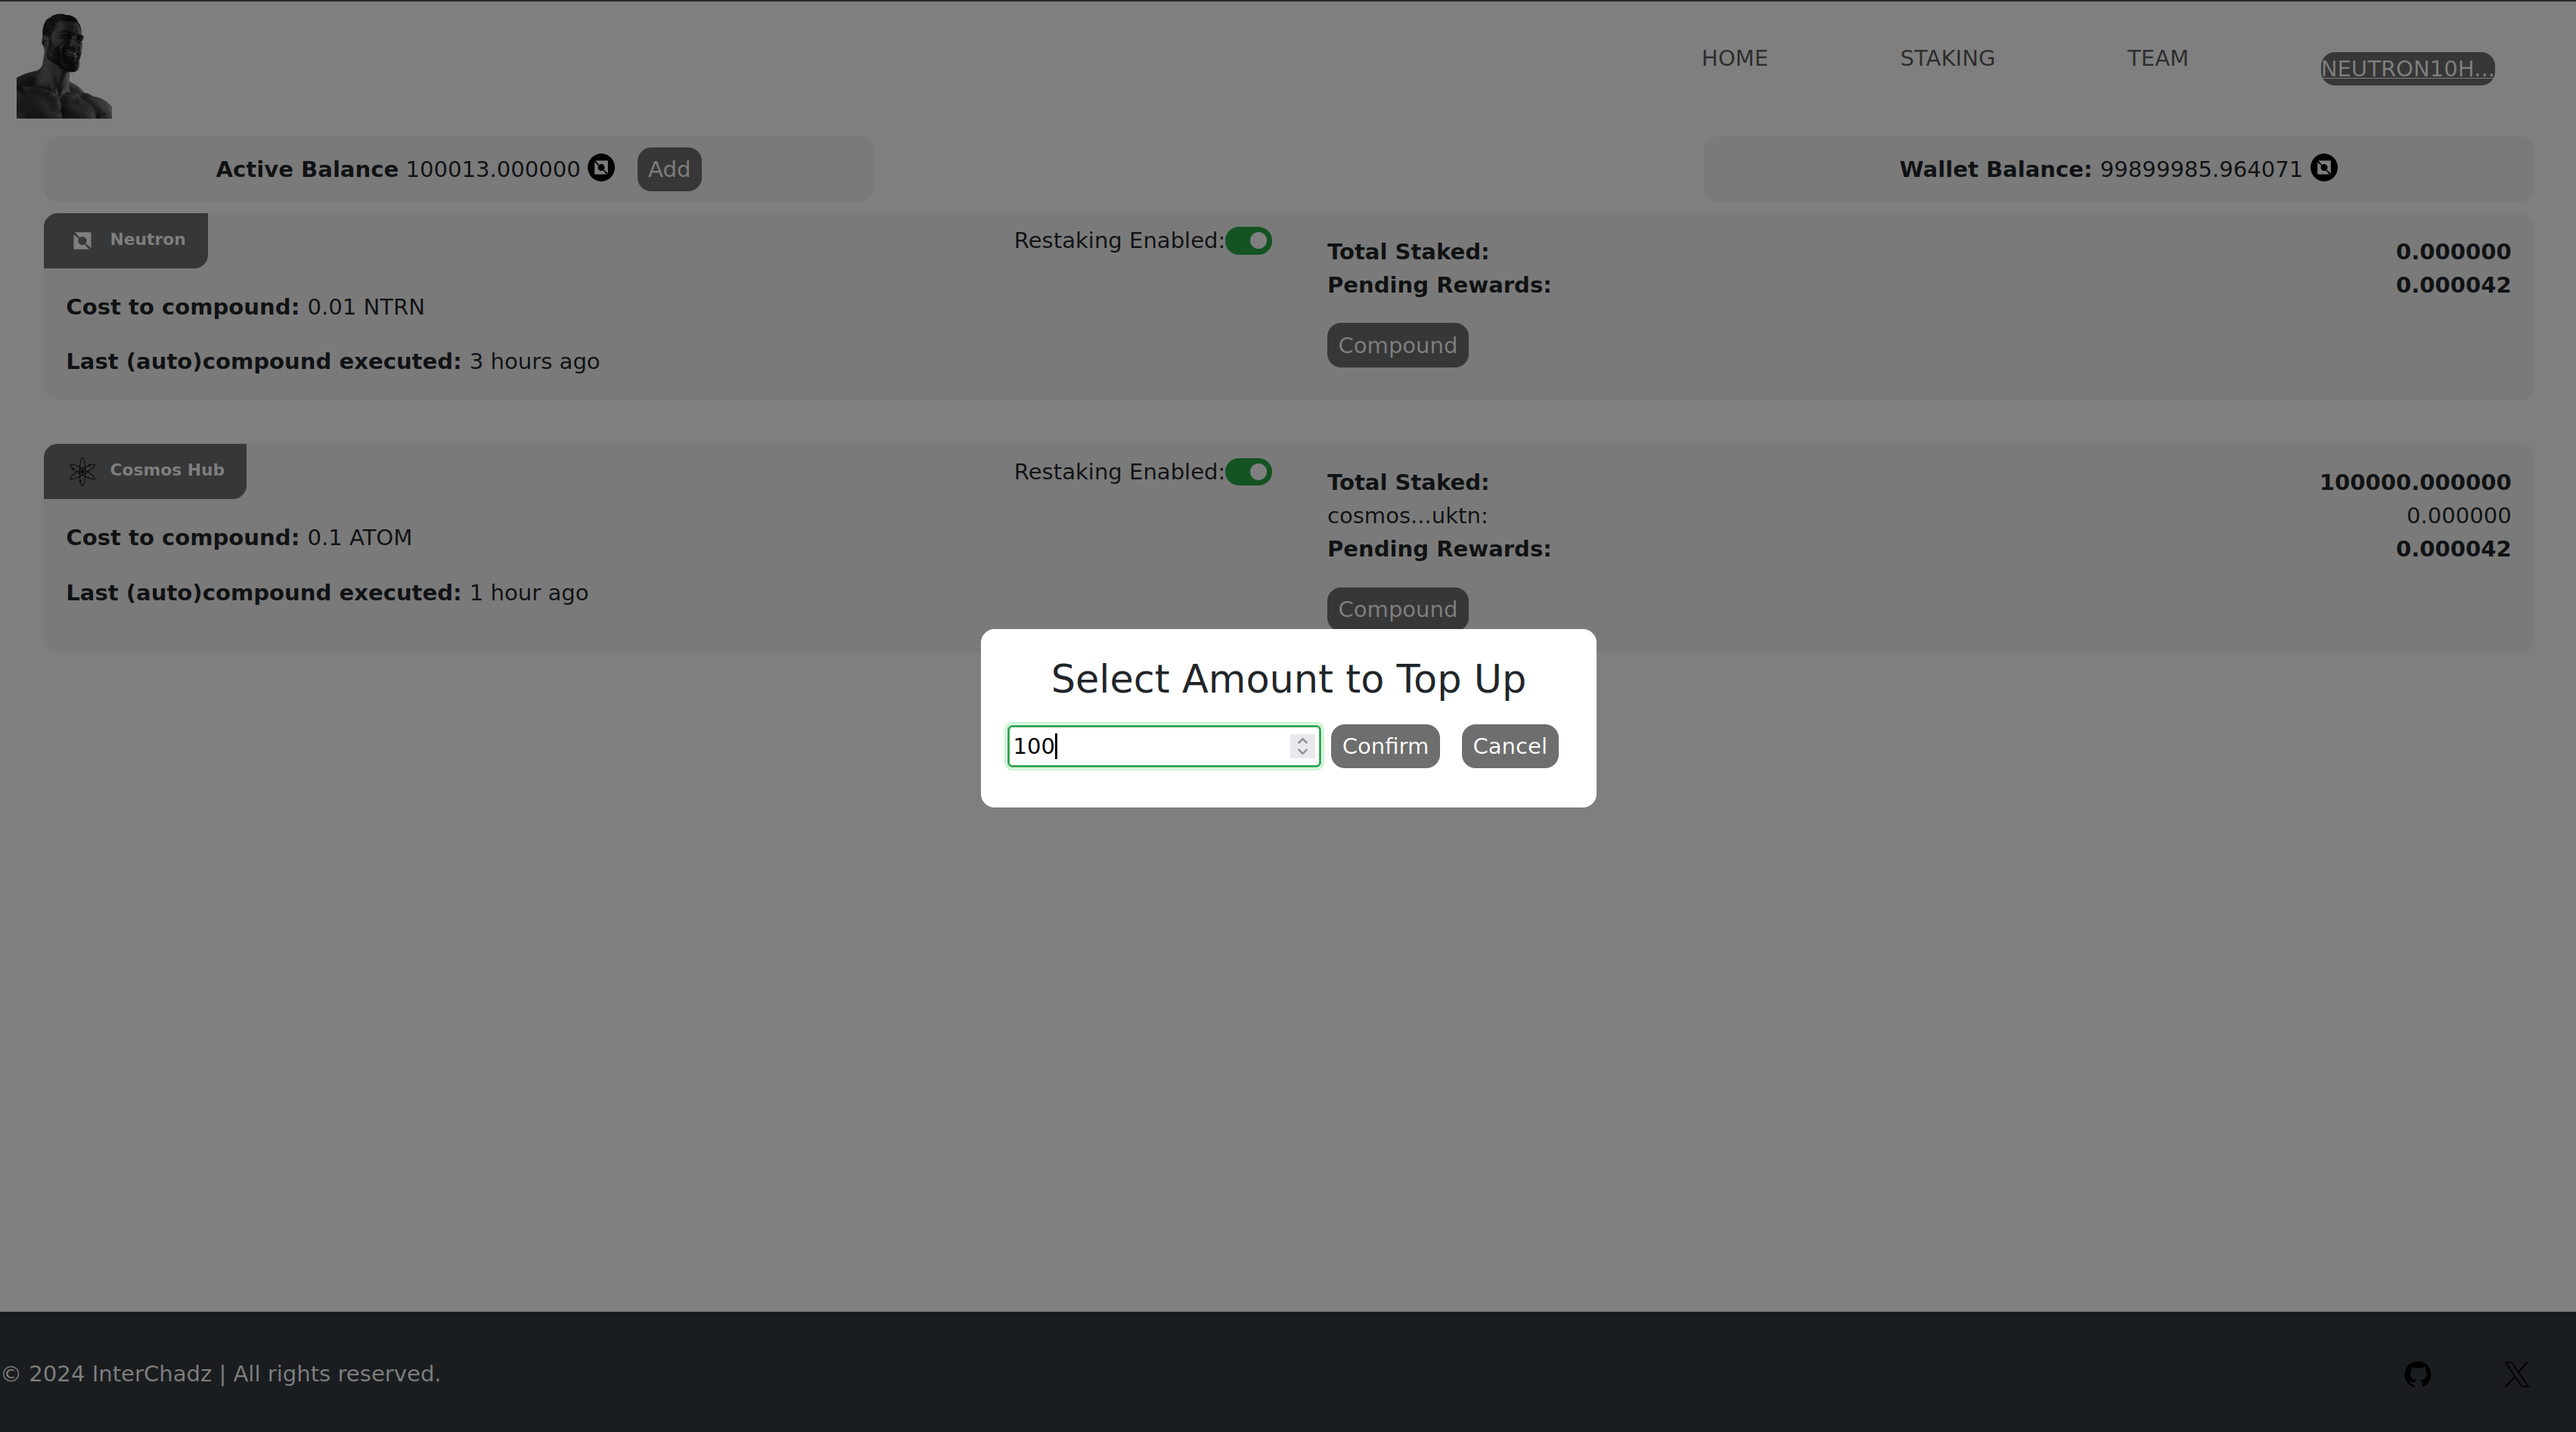 HOME STAKING TEAM NEUTRON10H...
Active Balance 100013.000000 Add Wallet Balance: 99899985.964071
Neutron Restaking Enabled: Total Staked: 0.000000
Pending Rewards: 0.000042
Cost to compound: 0.01 NTRN
Compound
Last (auto)compound executed: 3 hours ago
Cosmos Hub Restaking Enabled: Total Staked: 100000.000000
cosmos...uktn: 0.000000
Cost to compound: 0.1 ATOM
Pending Rewards: 0.000042
Last (auto)compound executed: 1 hour ago
Compound
Select Amount to Top Up
100 Confirm Cancel
© 2024 InterChadz | All rights reserved.